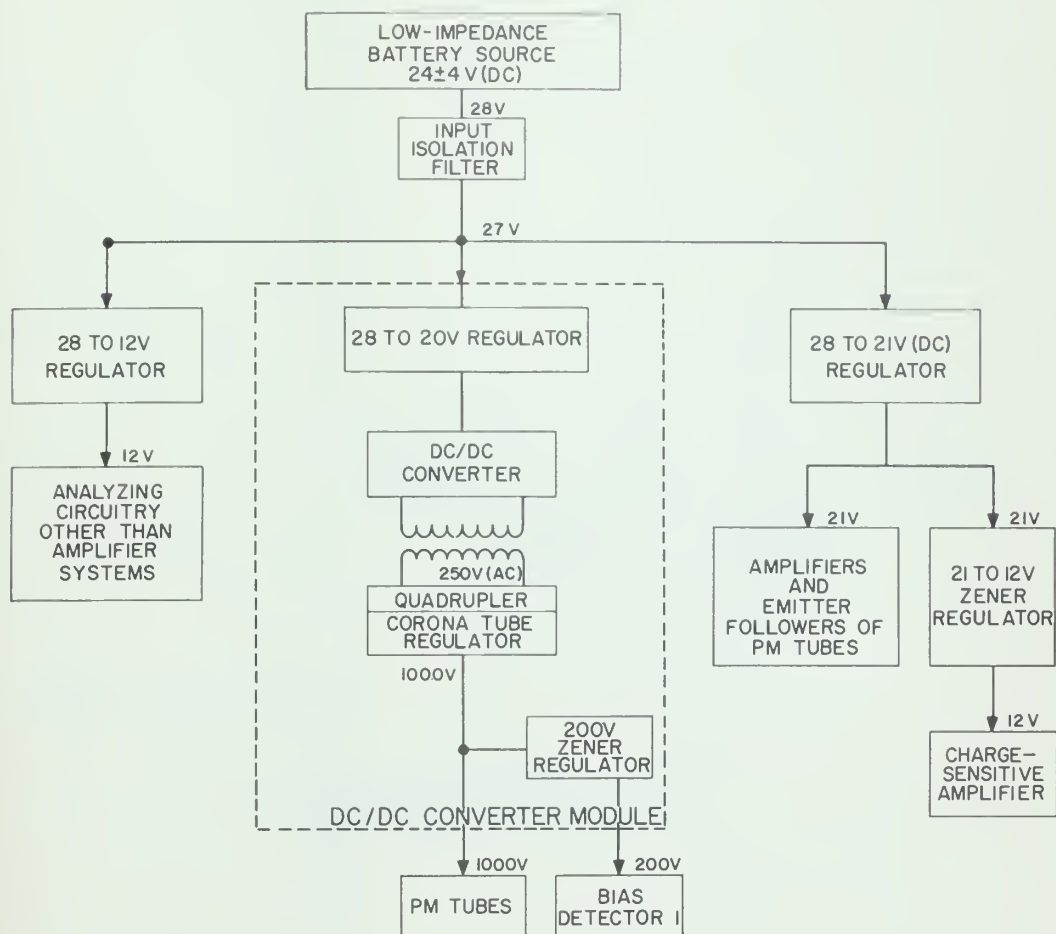 LOW-IMPEDANCE
BATTERY SOURCE
24±4 V (DC)
28V
INPUT
ISOLATION
FILTER
27 V
28 TO 12V
REGULATOR
12V
ANALYZING
CIRCUITRY
OTHER THAN
AMPLIFIER
SYSTEMS
28 TO 20V REGULATOR
DC/DC
CONVERTER
250V (AC)
QUADRUPLER
CORONA TUBE
REGULATOR
1000V
200V
ZENER
REGULATOR
DC/DC CONVERTER MODULE
1000V
PM TUBES
200V
BIAS
DETECTOR 1
28 TO 21V (DC)
REGULATOR
21V
AMPLIFIERS
AND
EMITTER
FOLLOWERS OF
PM TUBES
21V
21 TO 12V
ZENER
REGULATOR
12V
CHARGE-
SENSITIVE
AMPLIFIER